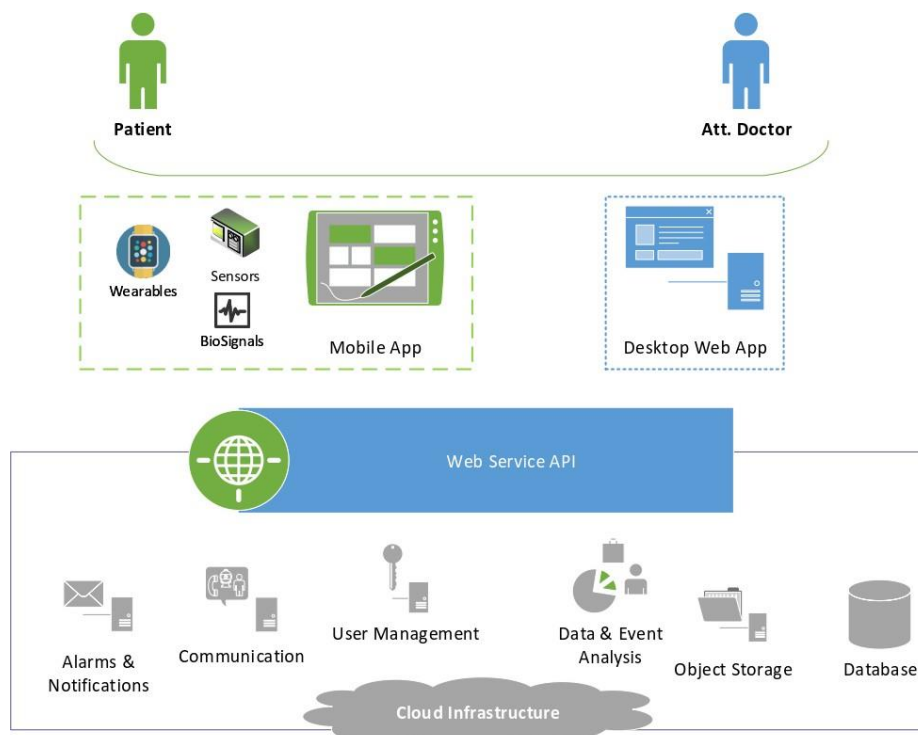 Patient
Att. Doctor
Wearables
Sensors
BioSignals
Mobile App
Desktop Web App
Web Service API
Alarms &
Notifications
Communication
User Management
Data & Event
Analysis
Object Storage
Database
Cloud Infrastructure